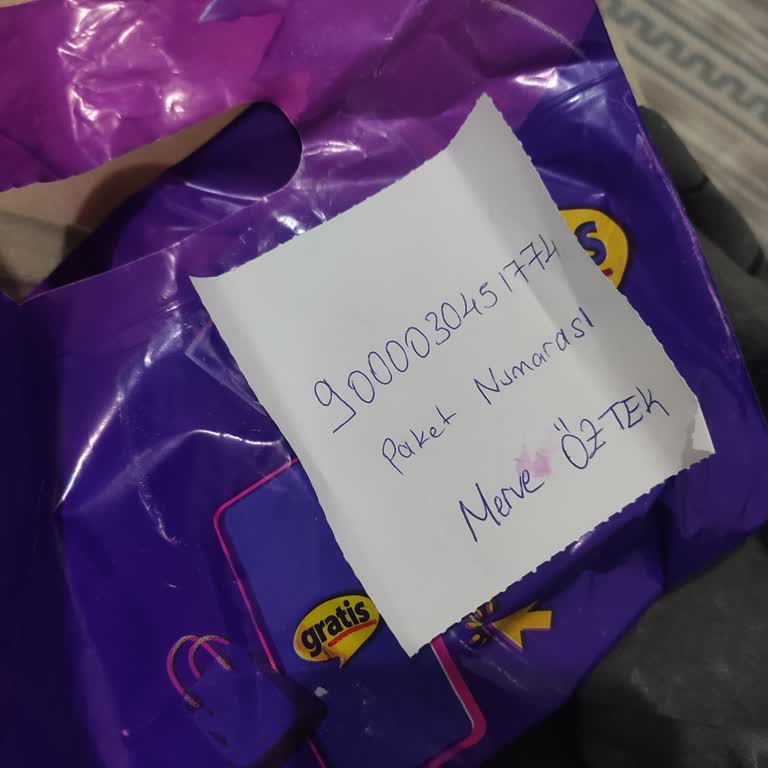 9000030451774
Paket Numarası
Merve ÖZTEK
gratis